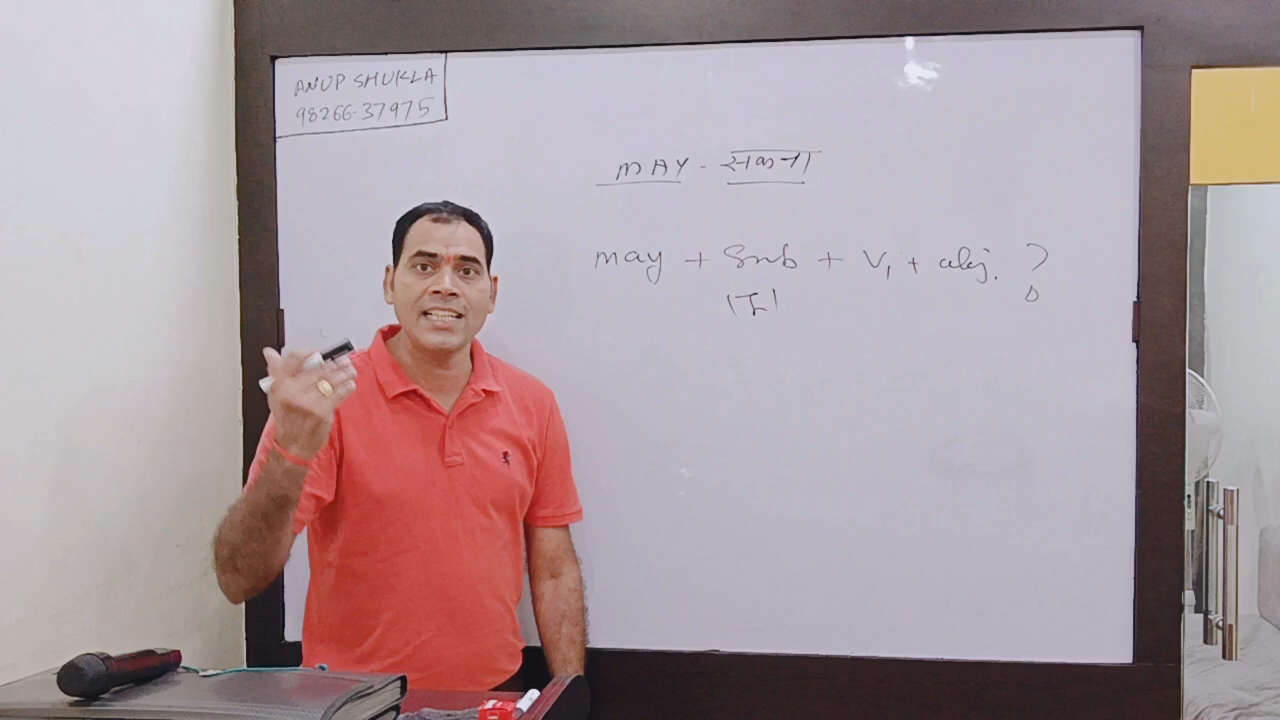 ANUP SHUKLA
98266-37975
MAY - सकना
may + Sub + V₁ + obj. ?
|I|